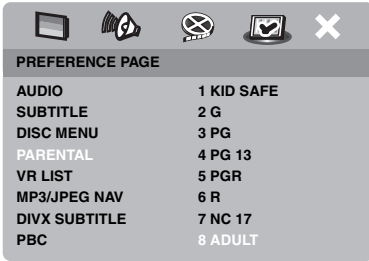 PREFERENCE PAGE
AUDIO 1 KID SAFE
SUBTITLE 2 G
DISC MENU 3 PG
PARENTAL 4 PG 13
VR LIST 5 PGR
MP3/JPEG NAV 6 R
DIVX SUBTITLE 7 NC 17
PBC 8 ADULT